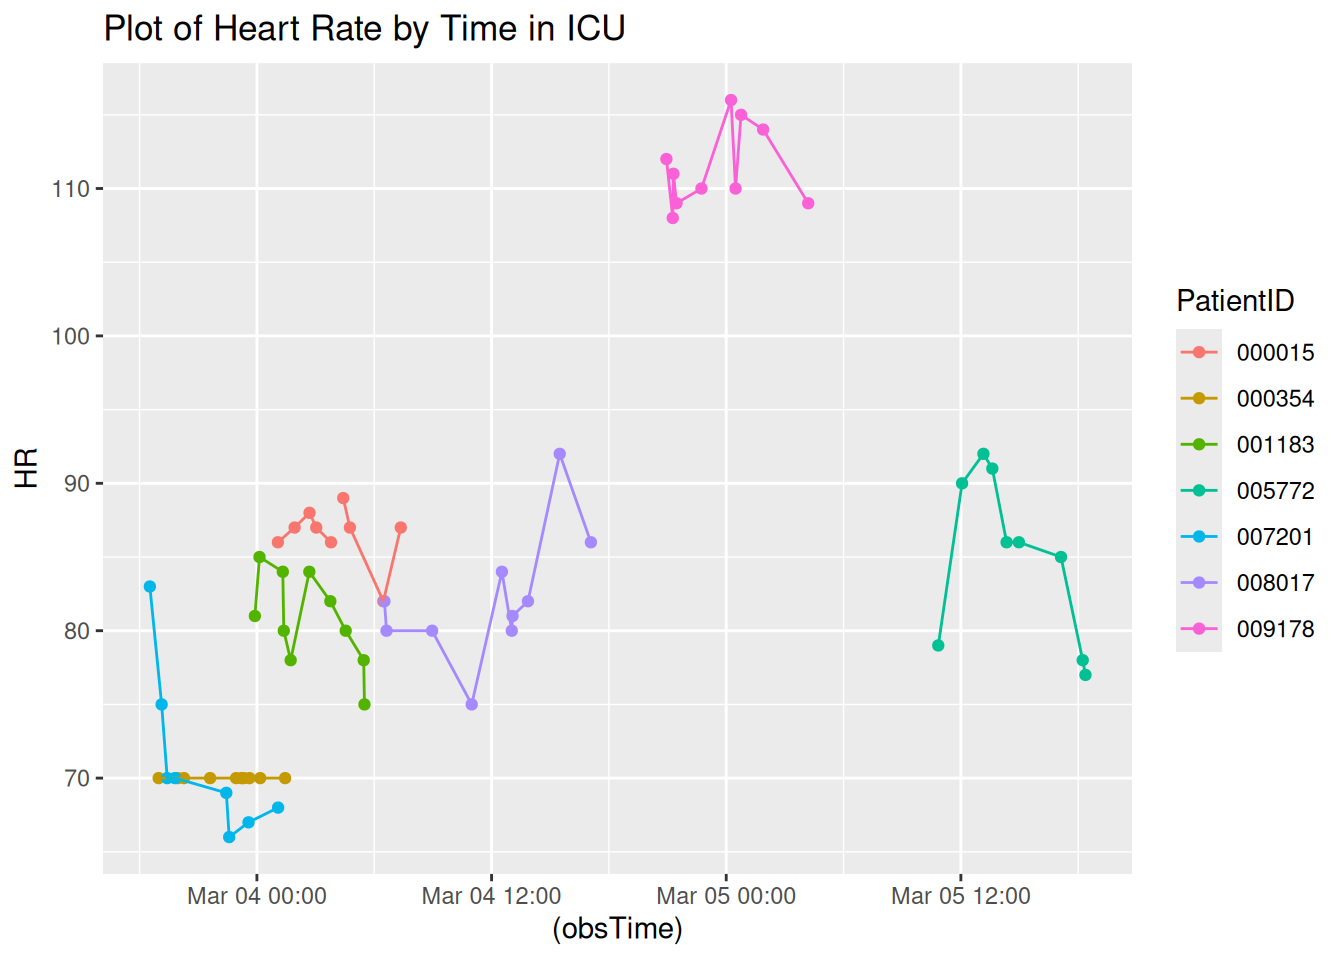 Plot of Heart Rate by Time in ICU
HR
110
100
90
80
70
Mar 04 00:00
Mar 04 12:00
Mar 05 00:00
Mar 05 12:00
(obsTime)
PatientID
000015
000354
001183
005772
007201
008017
009178